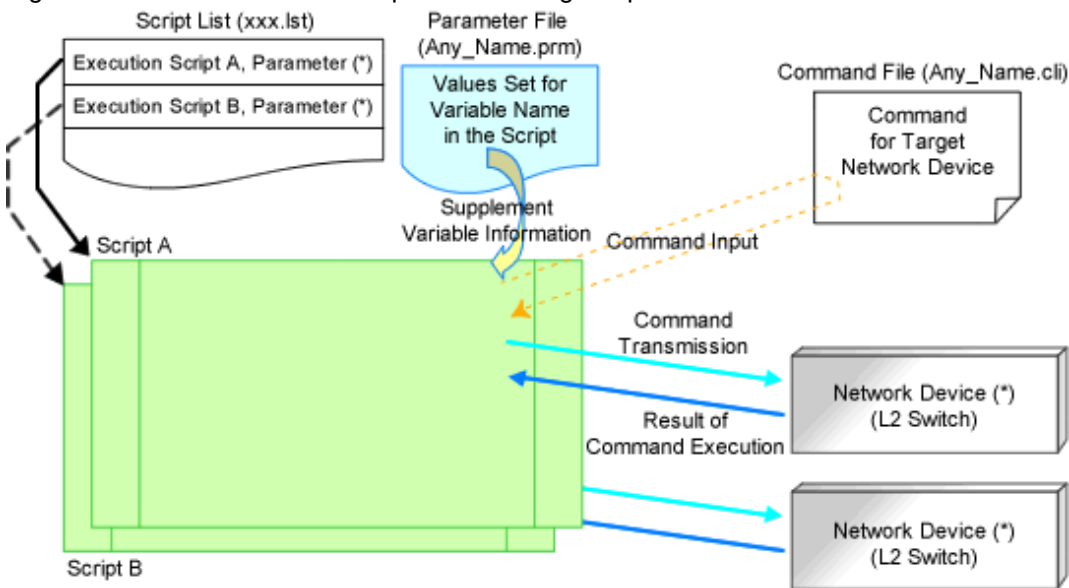 Script List (xxx.lst)
Execution Script A, Parameter (*)
Execution Script B, Parameter (*)
Parameter File
(Any_Name.prm)
Values Set for
Variable Name
in the Script
Supplement
Variable Information
Command File (Any_Name.cli)
Command
for Target
Network Device
Command Input
Script A
Command
Transmission
Result of
Command Execution
Network Device (*)
(L2 Switch)
Network Device (*)
(L2 Switch)
Script B